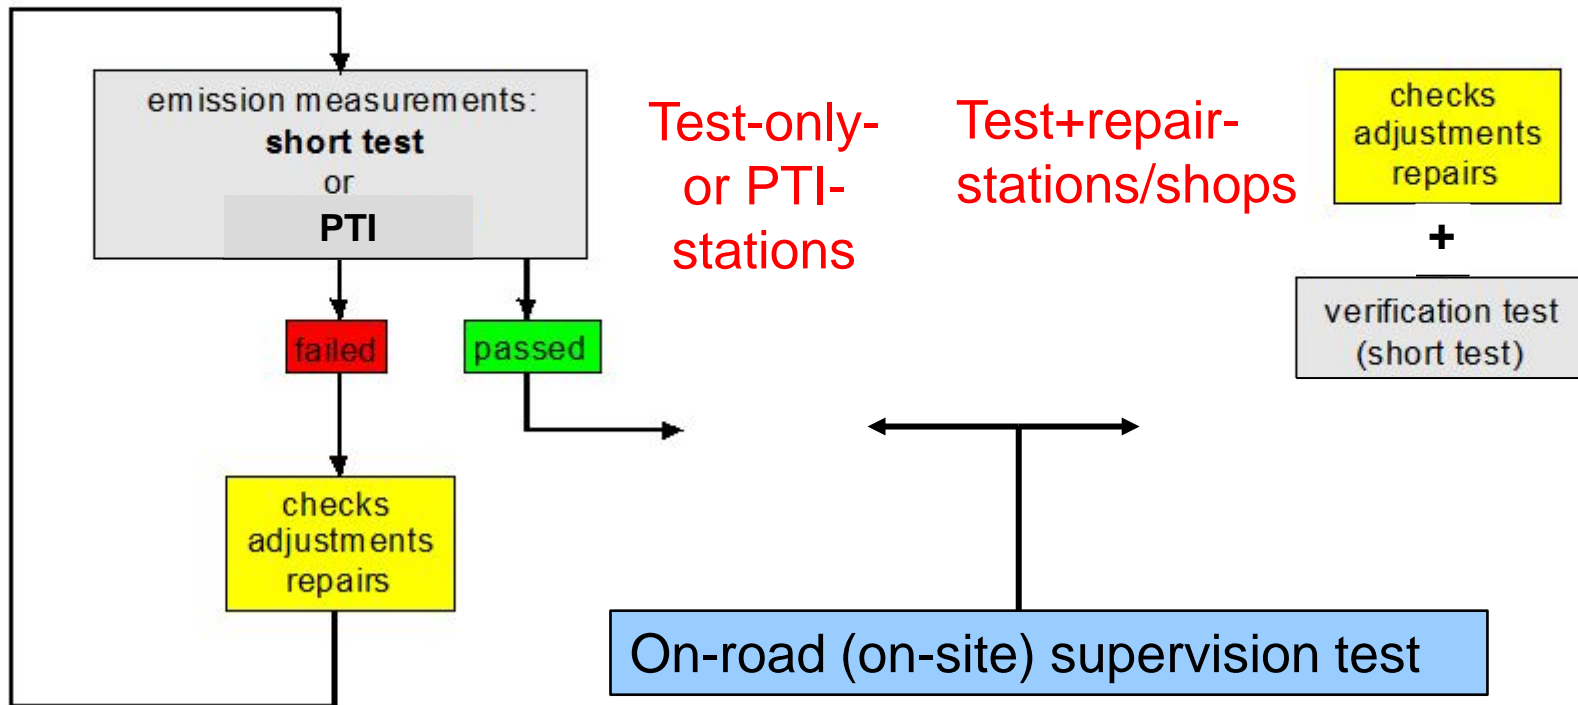 emission measurements:
short test
or
PTI
failed
passed
checks
adjustments
repairs
Test-only-
or PTI-
stations
Test+repair-
stations/shops
checks
adjustments
repairs
+
verification test
(short test)
On-road (on-site) supervision test